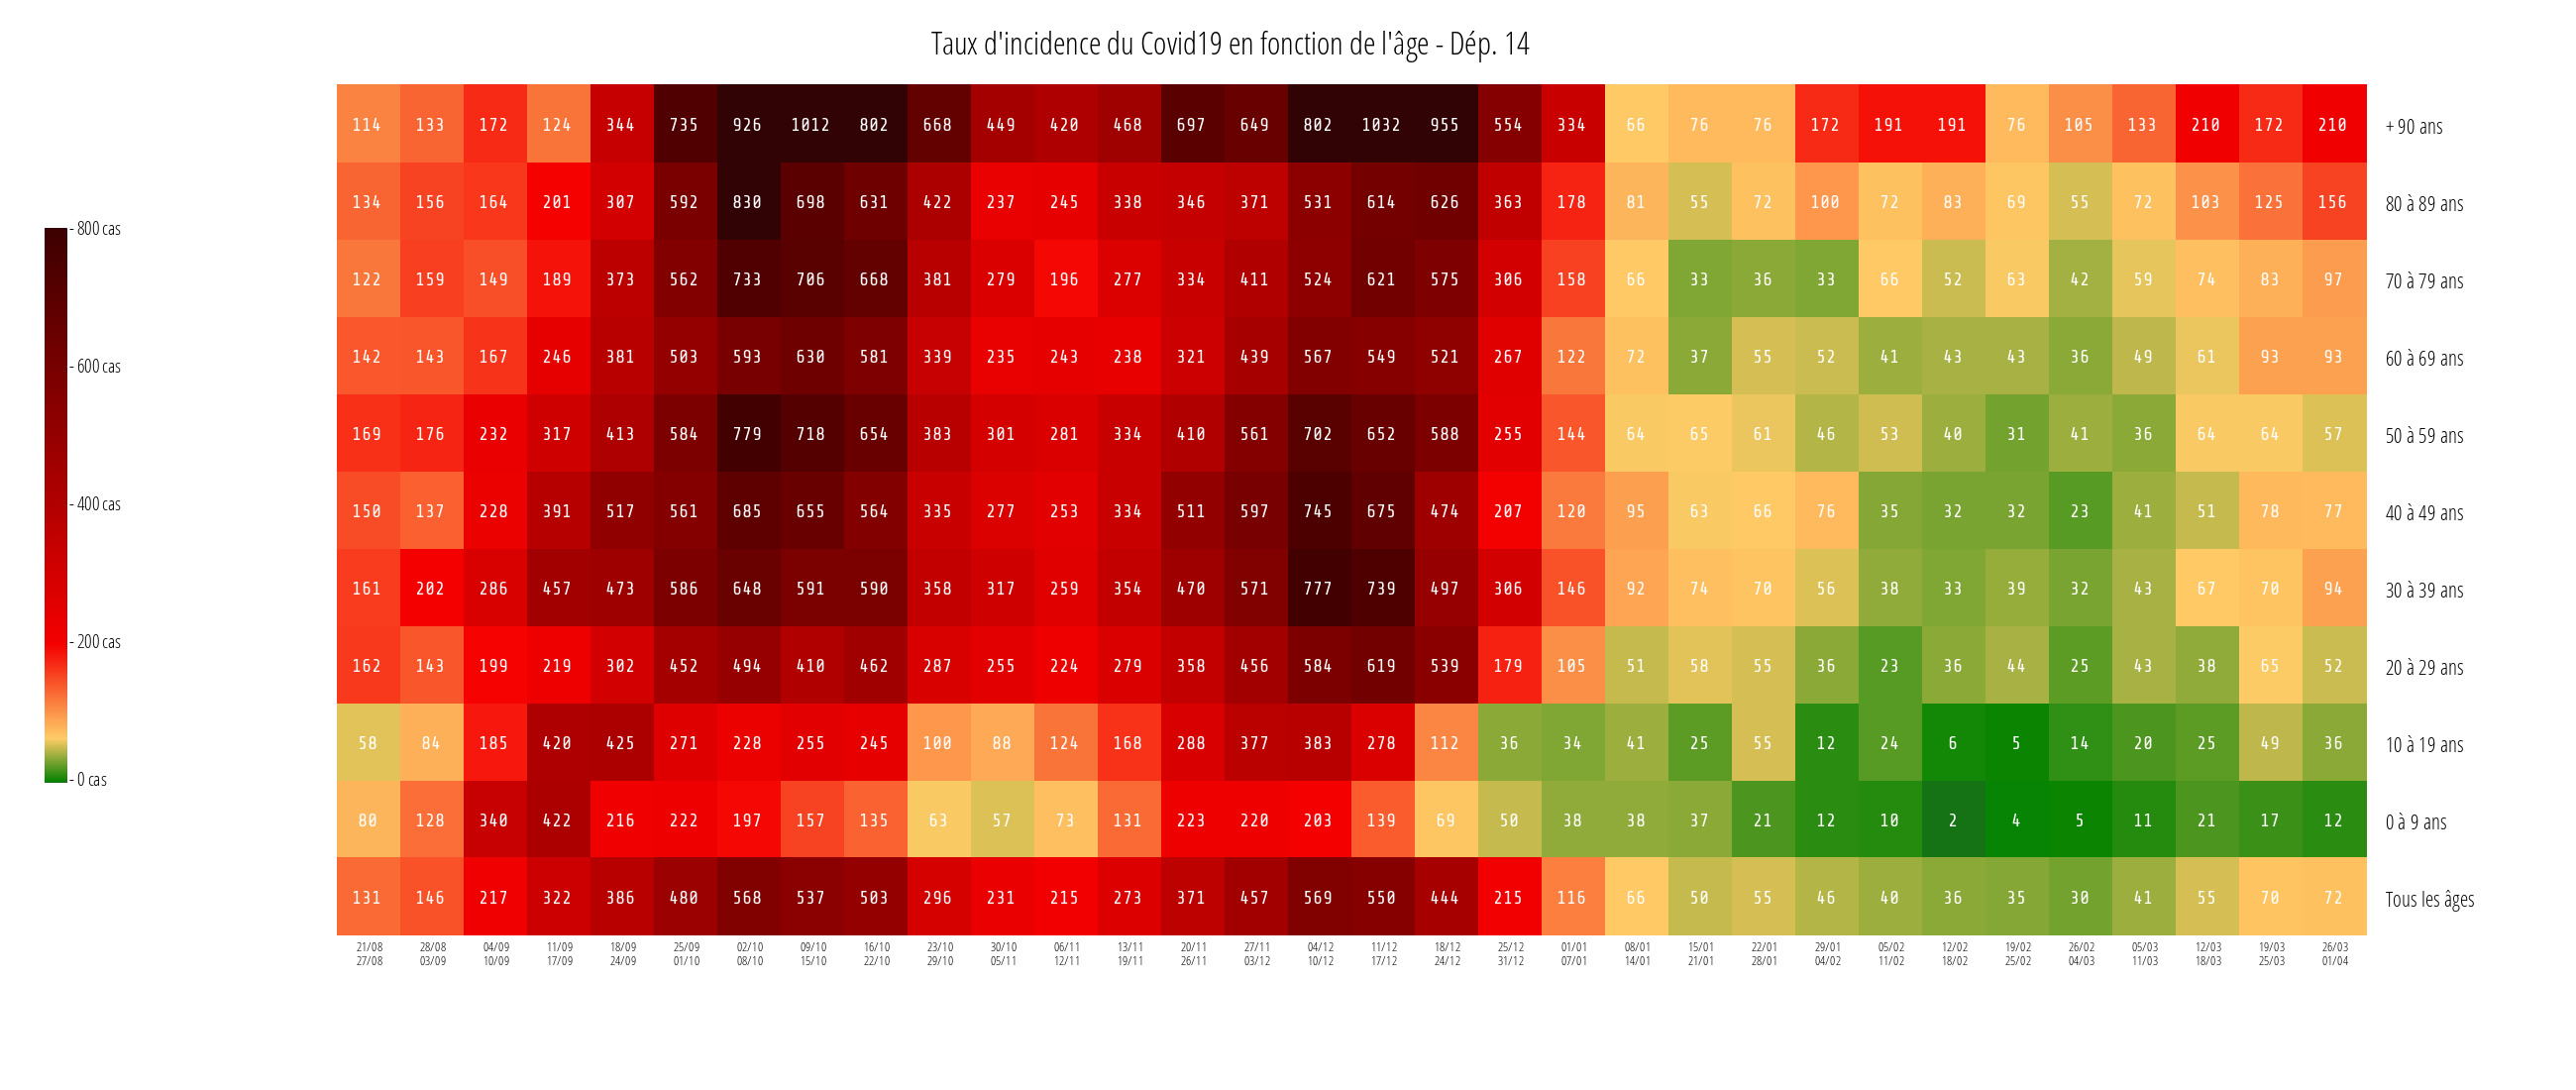 Taux d'incidence du Covid19 en fonction de l'âge - Dép. 14
114 133 172 124 344 735 926 1012 802 668 449 420 468 697 649 802 1032 955 554 334 66 76 76 172 191 191 76 105 133 210 172 210 + 90 ans
134 156 164 201 307 592 830 698 631 422 237 245 338 346 371 531 614 626 363 178 81 55 72 100 72 83 69 55 72 103 125 156 80 à 89 ans
- 800 cas
122 159 149 189 373 562 733 706 668 381 279 196 277 334 411 524 621 575 306 158 66 33 36 33 66 52 63 42 59 74 83 97 70 à 79 ans
142 143 167 246 381 503 593 630 581 339 235 243 238 321 439 567 549 521 267 122 72 37 55 52 41 43 43 36 49 61 93 93 60 à 69 ans
- 600 cas
169 176 232 317 413 584 779 718 654 383 301 281 334 410 561 702 652 588 255 144 64 65 61 46 53 40 31 41 36 64 64 57 50 à 59 ans
- 400 cas
150 137 228 391 517 561 685 655 564 335 277 253 334 511 597 745 675 474 207 120 95 63 66 76 35 32 32 23 41 51 78 77 40 à 49 ans
161 202 286 457 473 586 648 591 590 358 317 259 354 470 571 777 739 497 306 146 92 74 70 56 38 33 39 32 43 67 70 94 30 à 39 ans
- 200 cas
162 143 199 219 302 452 494 410 462 287 255 224 279 358 456 584 619 539 179 105 51 58 55 36 23 36 44 25 43 38 65 52 20 à 29 ans
58 84 185 420 425 271 228 255 245 100 88 124 168 288 377 383 278 112 36 34 41 25 55 12 24 6 5 14 20 25 49 36 10 à 19 ans
- 0 cas
80 128 340 422 216 222 197 157 135 63 57 73 131 223 220 203 139 69 50 38 38 37 21 12 10 2 4 5 11 21 17 12 0 à 9 ans
131 146 217 322 386 480 568 537 503 296 231 215 273 371 457 569 550 444 215 116 66 50 55 46 40 36 35 30 41 55 70 72 Tous les âges
21/08 28/08 04/09 11/09 18/09 25/09 02/10 09/10 16/10 23/10 30/10 06/11 13/11 20/11 27/11 04/12 11/12 18/12 25/12 01/01 08/01 15/01 22/01 29/01 05/02 12/02 19/02 26/02 05/03 12/03 19/03 26/03
27/08 03/09 10/09 17/09 24/09 01/10 08/10 15/10 22/10 29/10 05/11 12/11 19/11 26/11 03/12 10/12 17/12 24/12 31/12 07/01 14/01 21/01 28/01 04/02 11/02 18/02 25/02 04/03 11/03 18/03 25/03 01/04